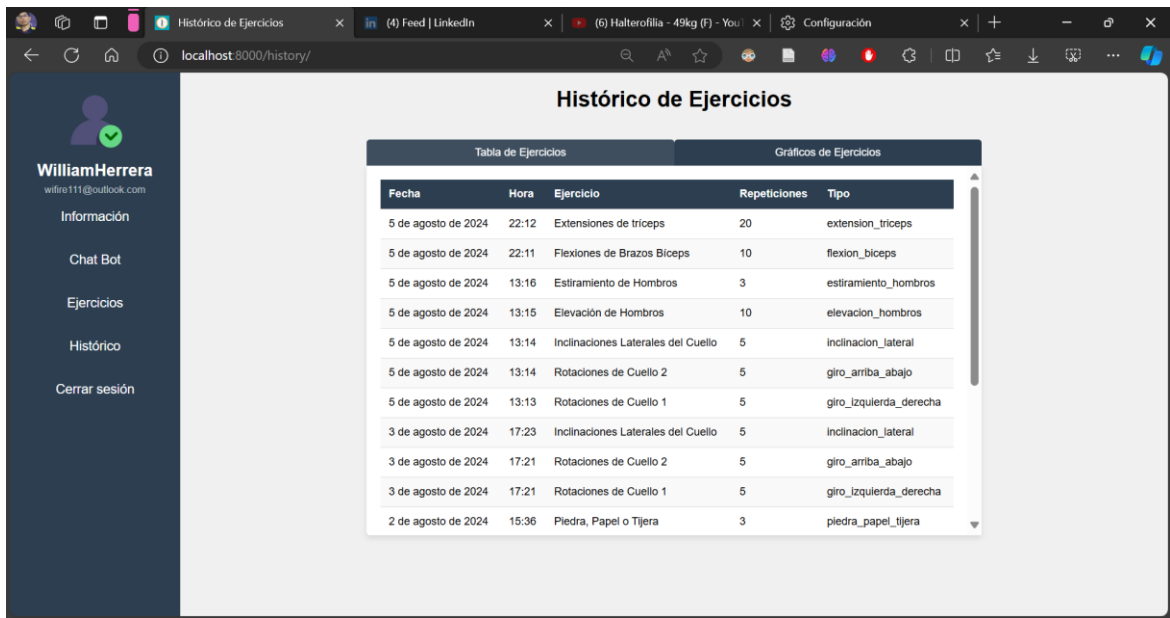 Histórico de Ejercicios
(4) Feed | LinkedIn
(6) Halterofilia - 49kg (F) - You
Configuración
localhost:8000/history/
WilliamHerrera
wifire111@outlook.com
Información
Chat Bot
Ejercicios
Histórico
Cerrar sesión
Histórico de Ejercicios
Tabla de Ejercicios Gráficos de Ejercicios
Fecha Hora Ejercicio Repeticiones Tipo
5 de agosto de 2024 22:12 Extensiones de tríceps 20 extension_triceps
5 de agosto de 2024 22:11 Flexiones de Brazos Bíceps 10 flexion_biceps
5 de agosto de 2024 13:16 Estiramiento de Hombros 3 estiramiento_hombros
5 de agosto de 2024 13:15 Elevación de Hombros 10 elevacion_hombros
5 de agosto de 2024 13:14 Inclinaciones Laterales del Cuello 5 inclinacion_lateral
5 de agosto de 2024 13:14 Rotaciones de Cuello 2 5 giro_arriba_abajo
5 de agosto de 2024 13:13 Rotaciones de Cuello 1 5 giro_izquierda_derecha
3 de agosto de 2024 17:23 Inclinaciones Laterales del Cuello 5 inclinacion_lateral
3 de agosto de 2024 17:21 Rotaciones de Cuello 2 5 giro_arriba_abajo
3 de agosto de 2024 17:21 Rotaciones de Cuello 1 5 giro_izquierda_derecha
2 de agosto de 2024 15:36 Piedra, Papel o Tijera 3 piedra_papel_tijera